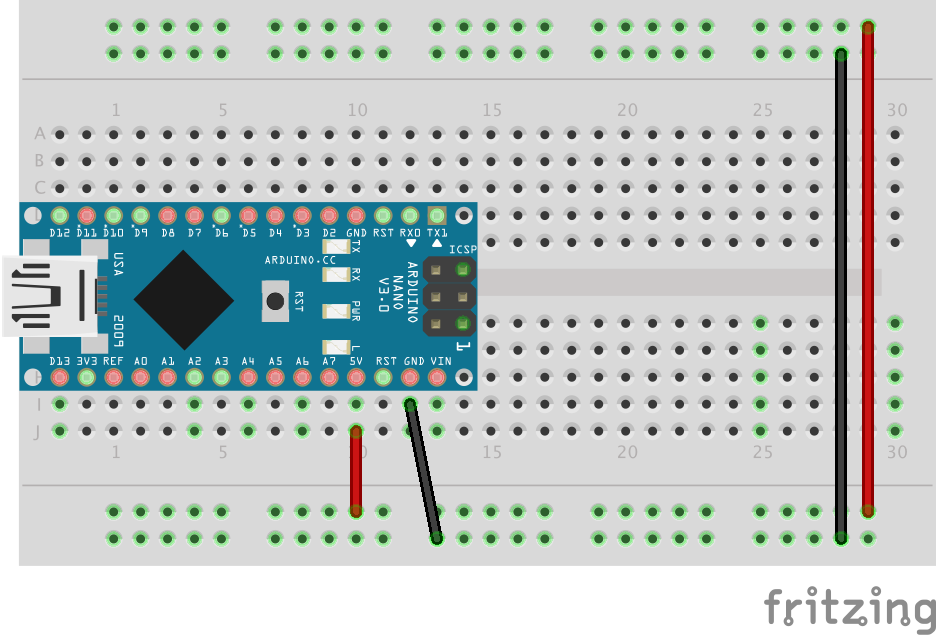 1 5 10 15 20 25 30
A
B
C
D12 D11 D10 D9 D8 D7 D6 D5 D4 D3 D2 GND RST RX0 TX1
ICSP
ARDUINO.CC
TX
RX
PWR
L
RST
USA
2005
ARDUINO
NANO
V3.0
1
D13 3V3 REF A0 A1 A2 A3 A4 A5 A6 A7 5V RST GND VIN
I
J
1 5 0 15 20 25 30
fritzing